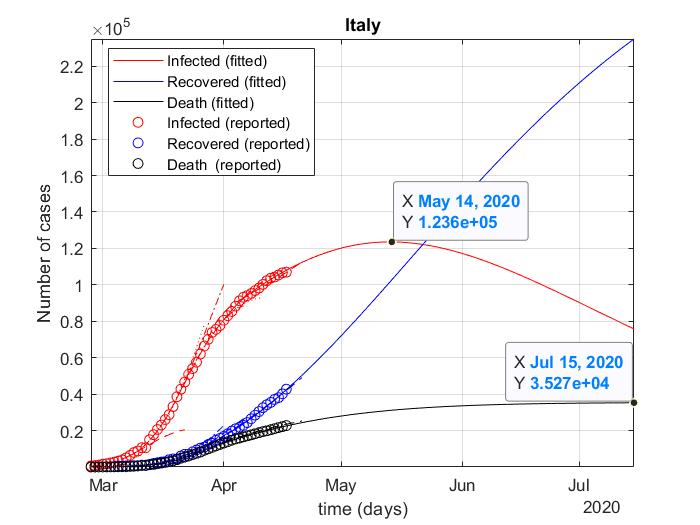 Italy
×10⁵
Infected (fitted)
Recovered (fitted)
Death (fitted)
Infected (reported)
Recovered (reported)
Death (reported)
2.2
2
1.8
1.6
1.4
1.2
1
0.8
0.6
0.4
0.2
Number of cases
X May 14, 2020
Y 1.236e+05
X Jul 15, 2020
Y 3.527e+04
Mar Apr May Jun Jul
2020
time (days)